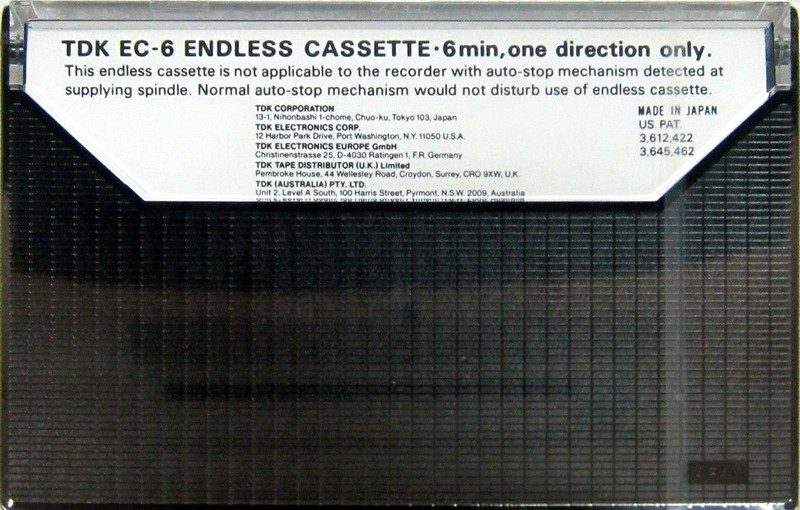 TDK EC-6 ENDLESS CASSETTE·6min,one direction only.
This endless cassette is not applicable to the recorder with auto-stop mechanism detected at
supplying spindle. Normal auto-stop mechanism would not disturb use of endless cassette.
TDK CORPORATION
13-1, Nihonbashi 1-chome, Chuo-ku, Tokyo 103, Japan
TDK ELECTRONICS CORP.
12 Harbor Park Drive, Port Washington, N.Y. 11050 U.S.A.
TDK ELECTRONICS EUROPE GmbH
Christinenstrasse 25, D-4030 Ratingen 1, F.R. Germany
TDK TAPE DISTRIBUTOR (U.K.) Limited
Pembroke House, 44 Wellesley Road, Croydon, Surrey, CRO 9XW, U.K.
TDK (AUSTRALIA) PTY. LTD.
Unit 2, Level A South, 100 Harris Street, Pyrmont, N.S.W. 2009, Australia
MADE IN JAPAN
US. PAT.
3,612,422
3,645,462